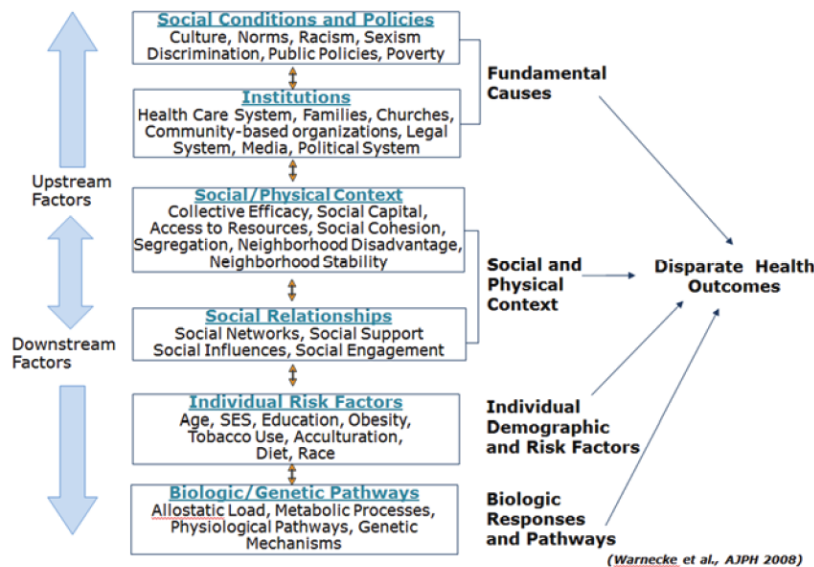 Social Conditions and Policies
Culture, Norms, Racism, Sexism
Discrimination, Public Policies, Poverty
Institutions
Health Care System, Families, Churches,
Community-based organizations, Legal
System, Media, Political System
Social/Physical Context
Collective Efficacy, Social Capital,
Access to Resources, Social Cohesion,
Segregation, Neighborhood Disadvantage,
Neighborhood Stability
Social Relationships
Social Networks, Social Support
Social Influences, Social Engagement
Individual Risk Factors
Age, SES, Education, Obesity,
Tobacco Use, Acculturation,
Diet, Race
Biologic/Genetic Pathways
Allostatic Load, Metabolic Processes,
Physiological Pathways, Genetic
Mechanisms
Upstream
Factors
Downstream
Factors
Fundamental
Causes
Social and
Physical
Context
Individual
Demographic
and Risk Factors
Biologic
Responses
and Pathways
Disparate Health
Outcomes
(Warnecke et al., AJPH 2008)